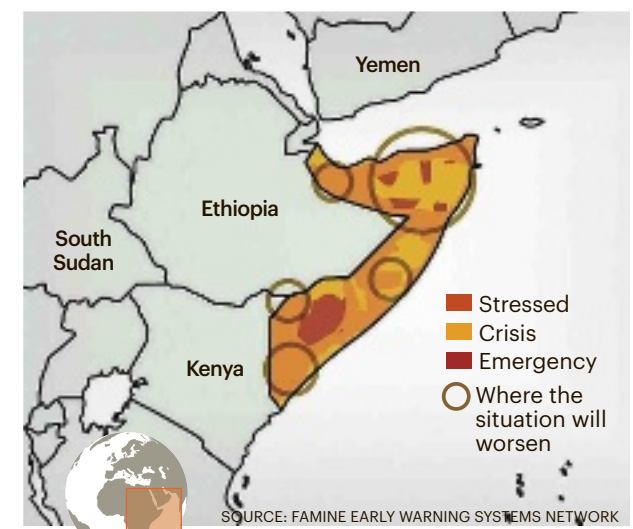 Yemen
Ethiopia
South
Sudan
Kenya
Stressed
Crisis
Emergency
Where the
situation will
worsen
SOURCE: FAMINE EARLY WARNING SYSTEMS NETWORK